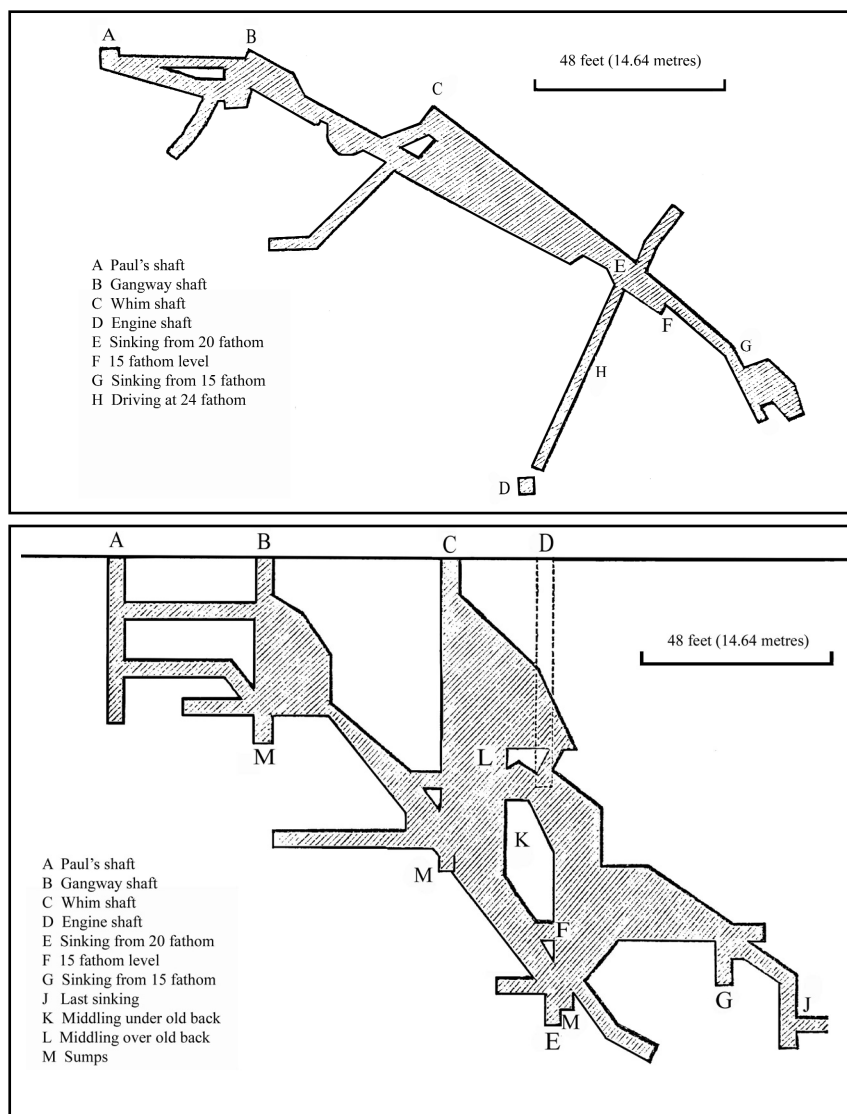 A
B
C
48 feet (14.64 metres)
E
F
G
H
D
A Paul's shaft
B Gangway shaft
C Whim shaft
D Engine shaft
E Sinking from 20 fathom
F 15 fathom level
G Sinking from 15 fathom
H Driving at 24 fathom
A
B
C
D
48 feet (14.64 metres)
L
M
K
M
F
G
J
M
E
A Paul's shaft
B Gangway shaft
C Whim shaft
D Engine shaft
E Sinking from 20 fathom
F 15 fathom level
G Sinking from 15 fathom
J Last sinking
K Middling under old back
L Middling over old back
M Sumps